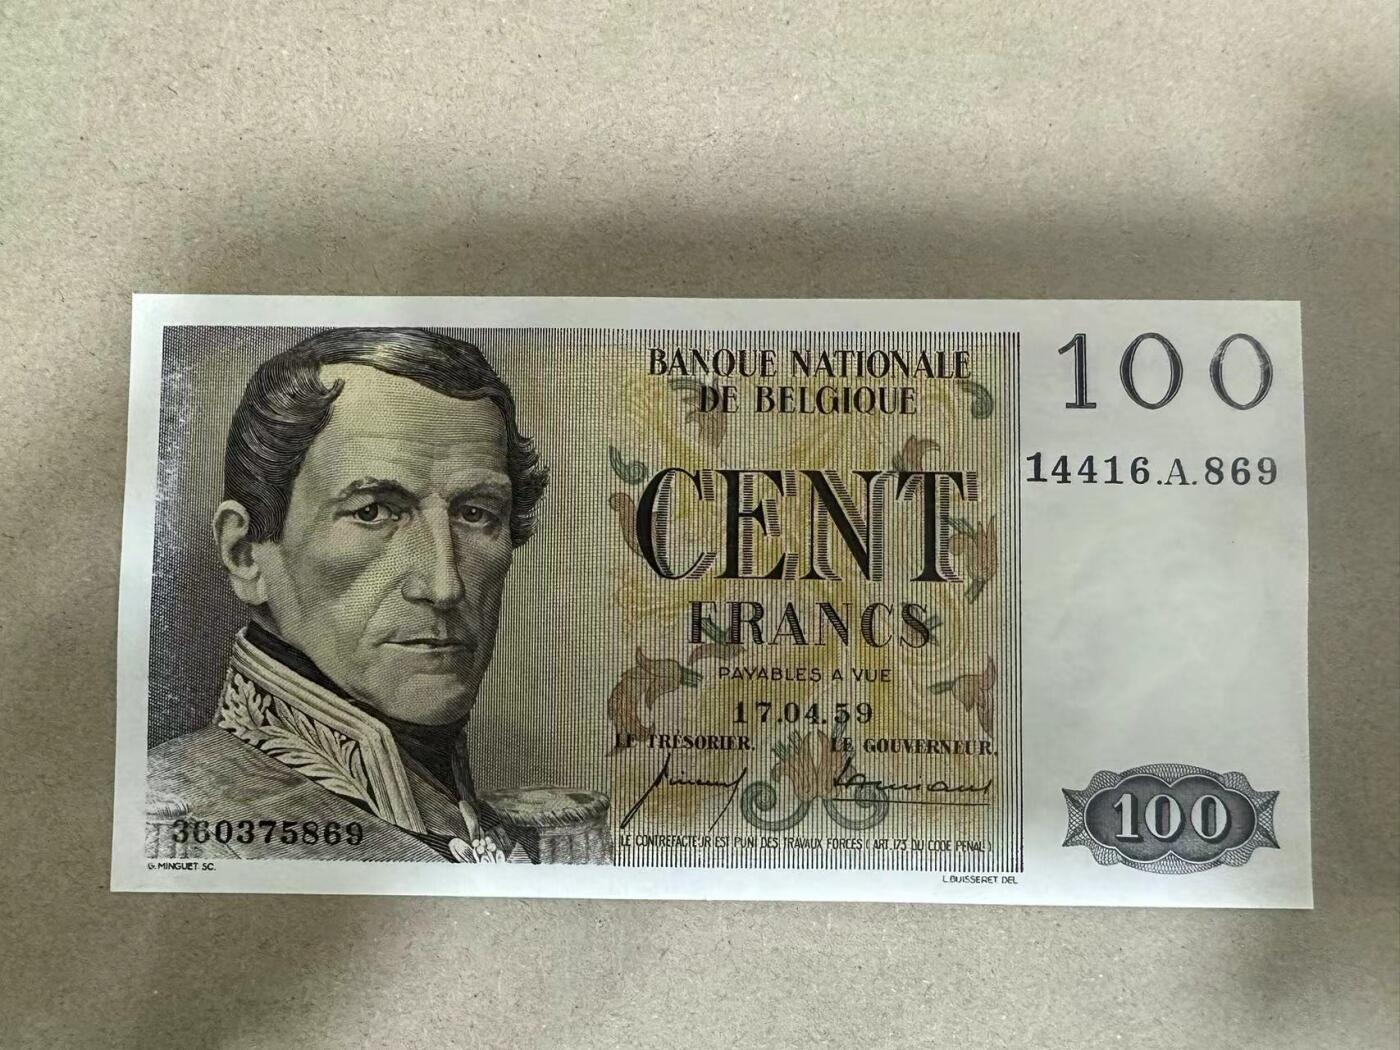 BANQUE NATIONALE
DE BELGIQUE
100
14416.A.869
CENT
FRANCS
PAYABLES A VUE
17.04.59
LE TRÉSORIER. LE GOUVERNEUR.
LE CONTREFACTEUR EST PUNI DES TRAVAUX FORCES (ART. 173 DU CODE PENAL)
360375869
100
G. MINGUET SC.
L. BUISSERET DEL